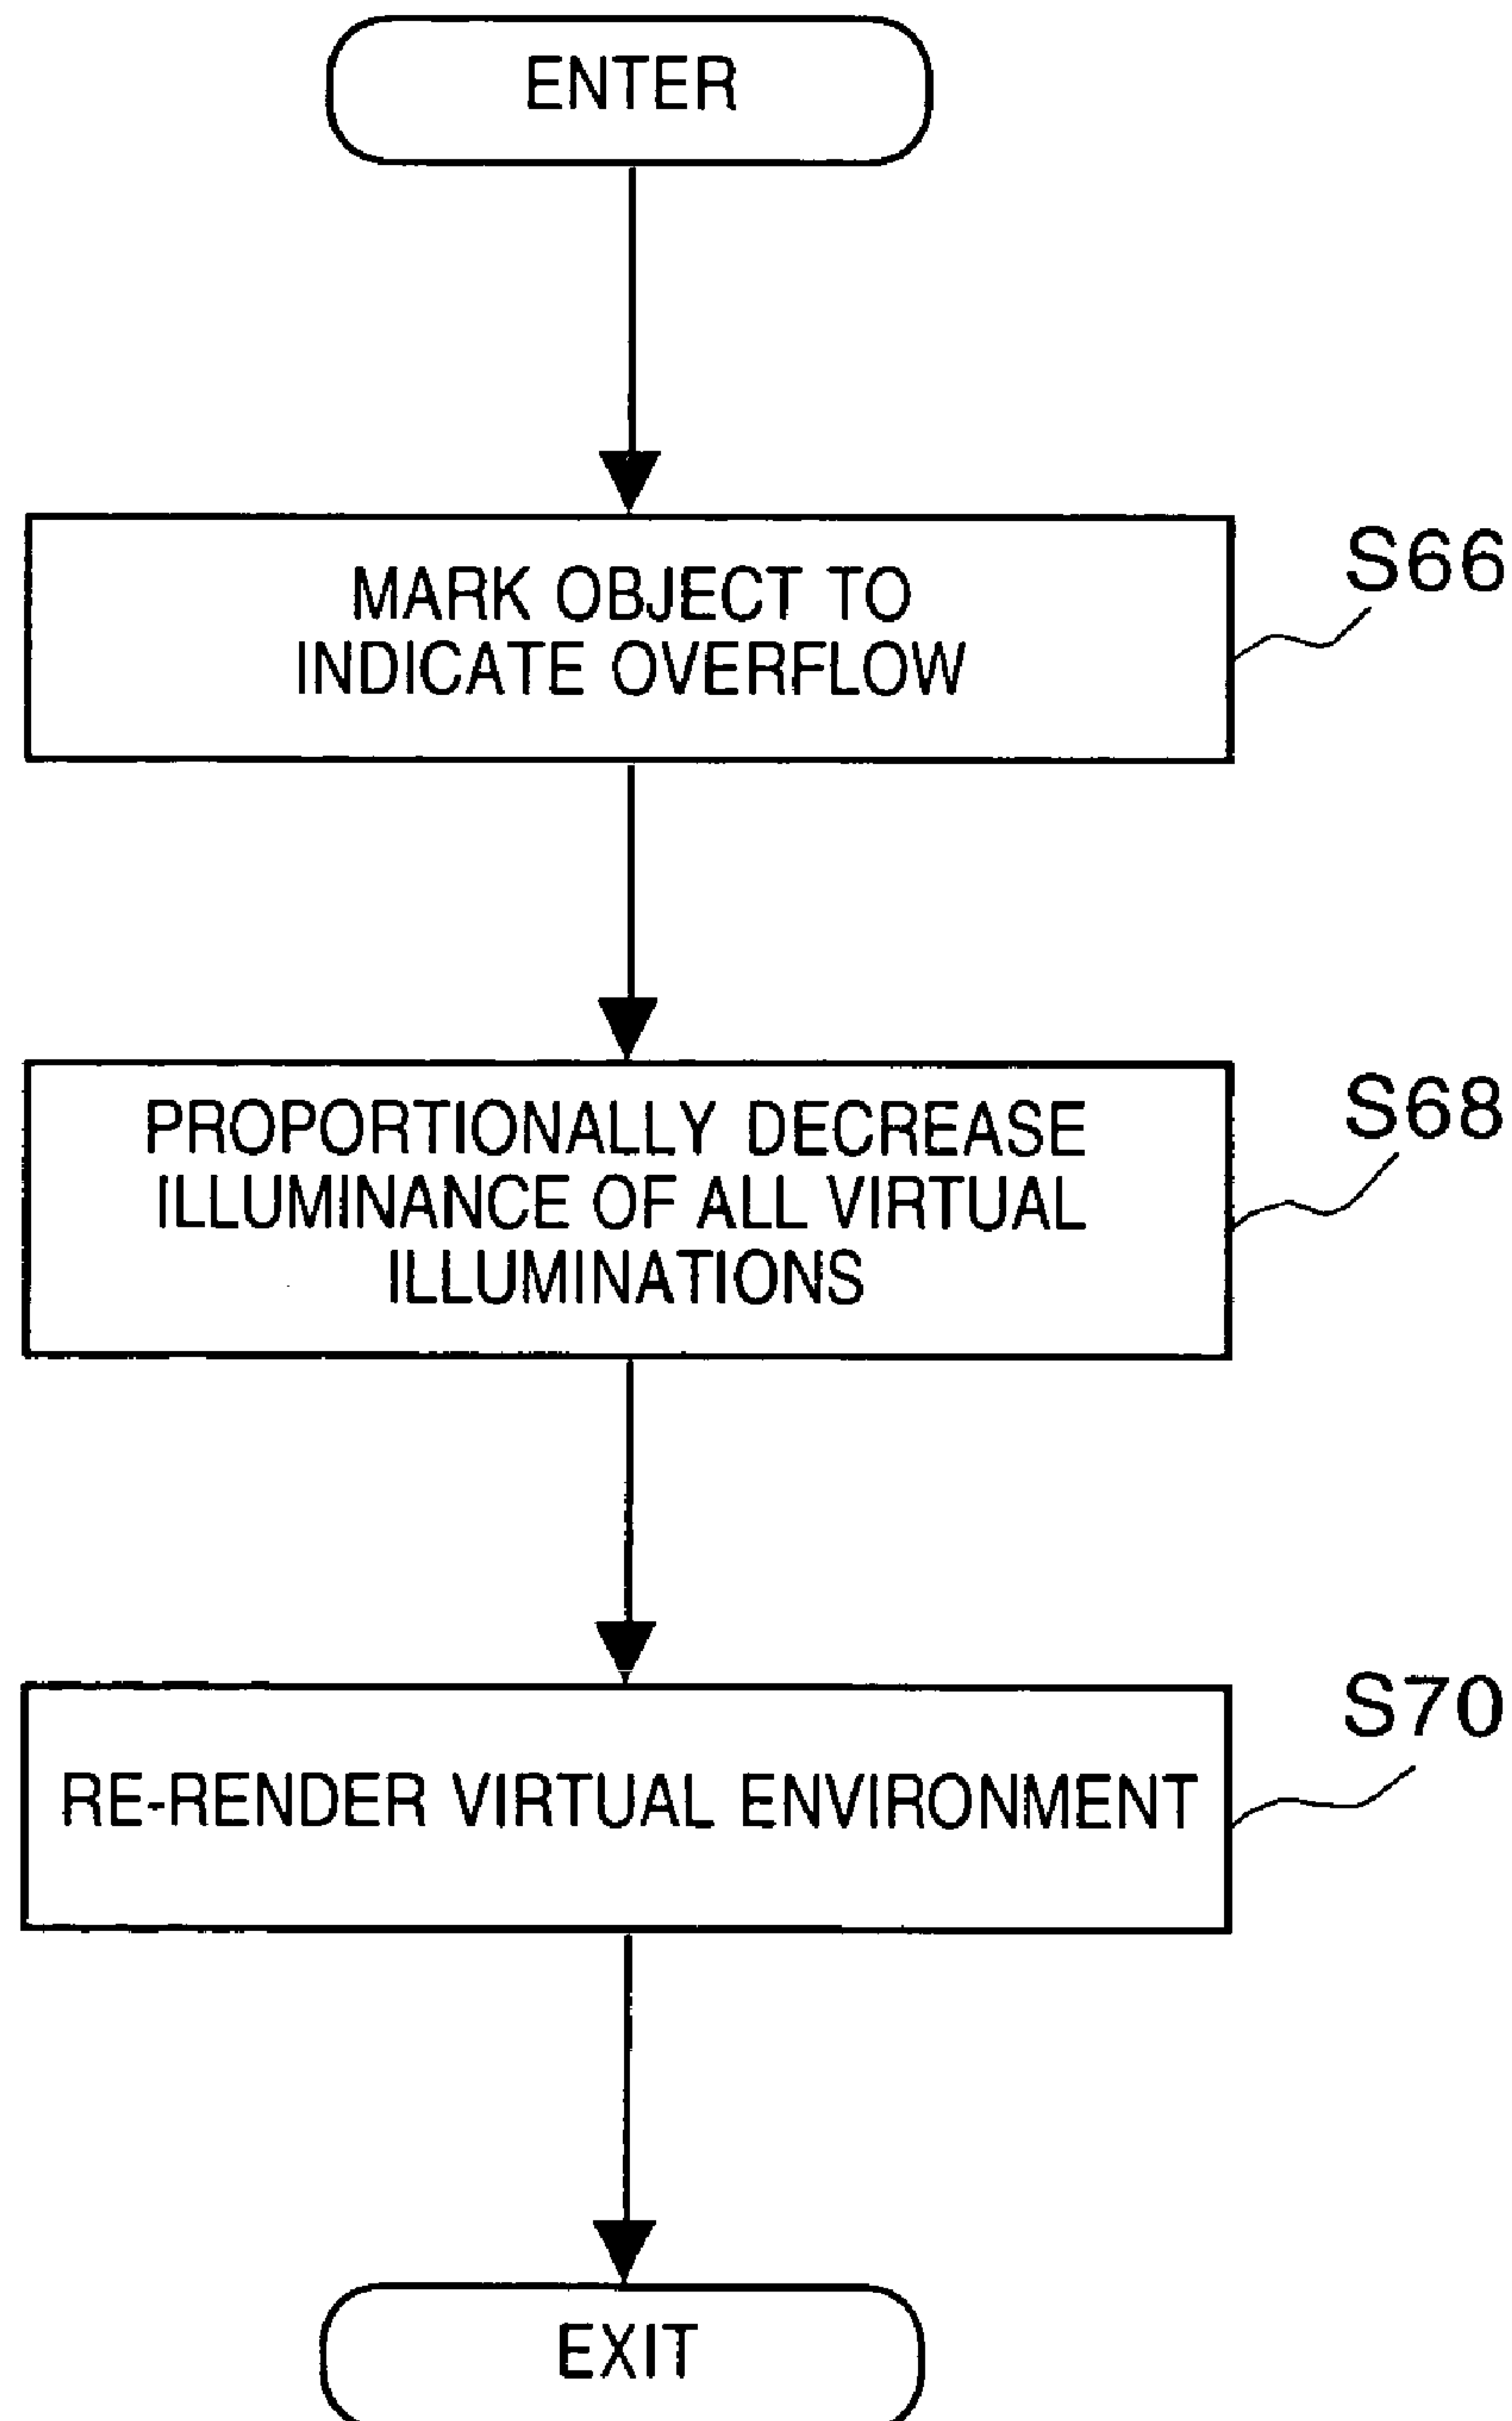 ENTER
MARK OBJECT TO
INDICATE OVERFLOW
S66
PROPORTIONALLY DECREASE
ILLUMINANCE OF ALL VIRTUAL
ILLUMINATIONS
S68
RE-RENDER VIRTUAL ENVIRONMENT
S70
EXIT